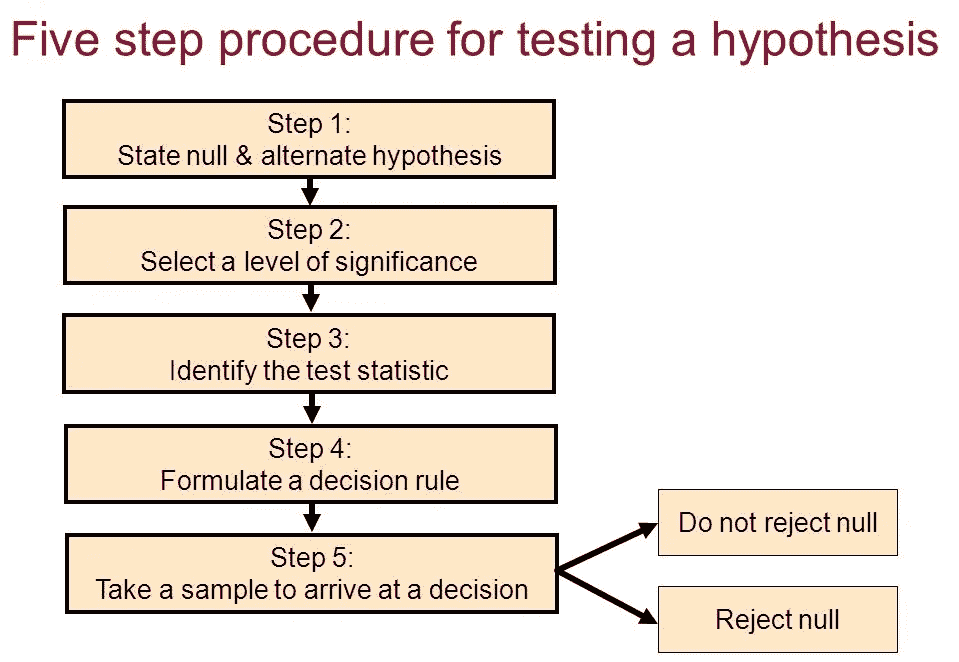 Five step procedure for testing a hypothesis
Step 1:
State null & alternate hypothesis
Step 2:
Select a level of significance
Step 3:
Identify the test statistic
Step 4:
Formulate a decision rule
Step 5:
Take a sample to arrive at a decision
Do not reject null
Reject null